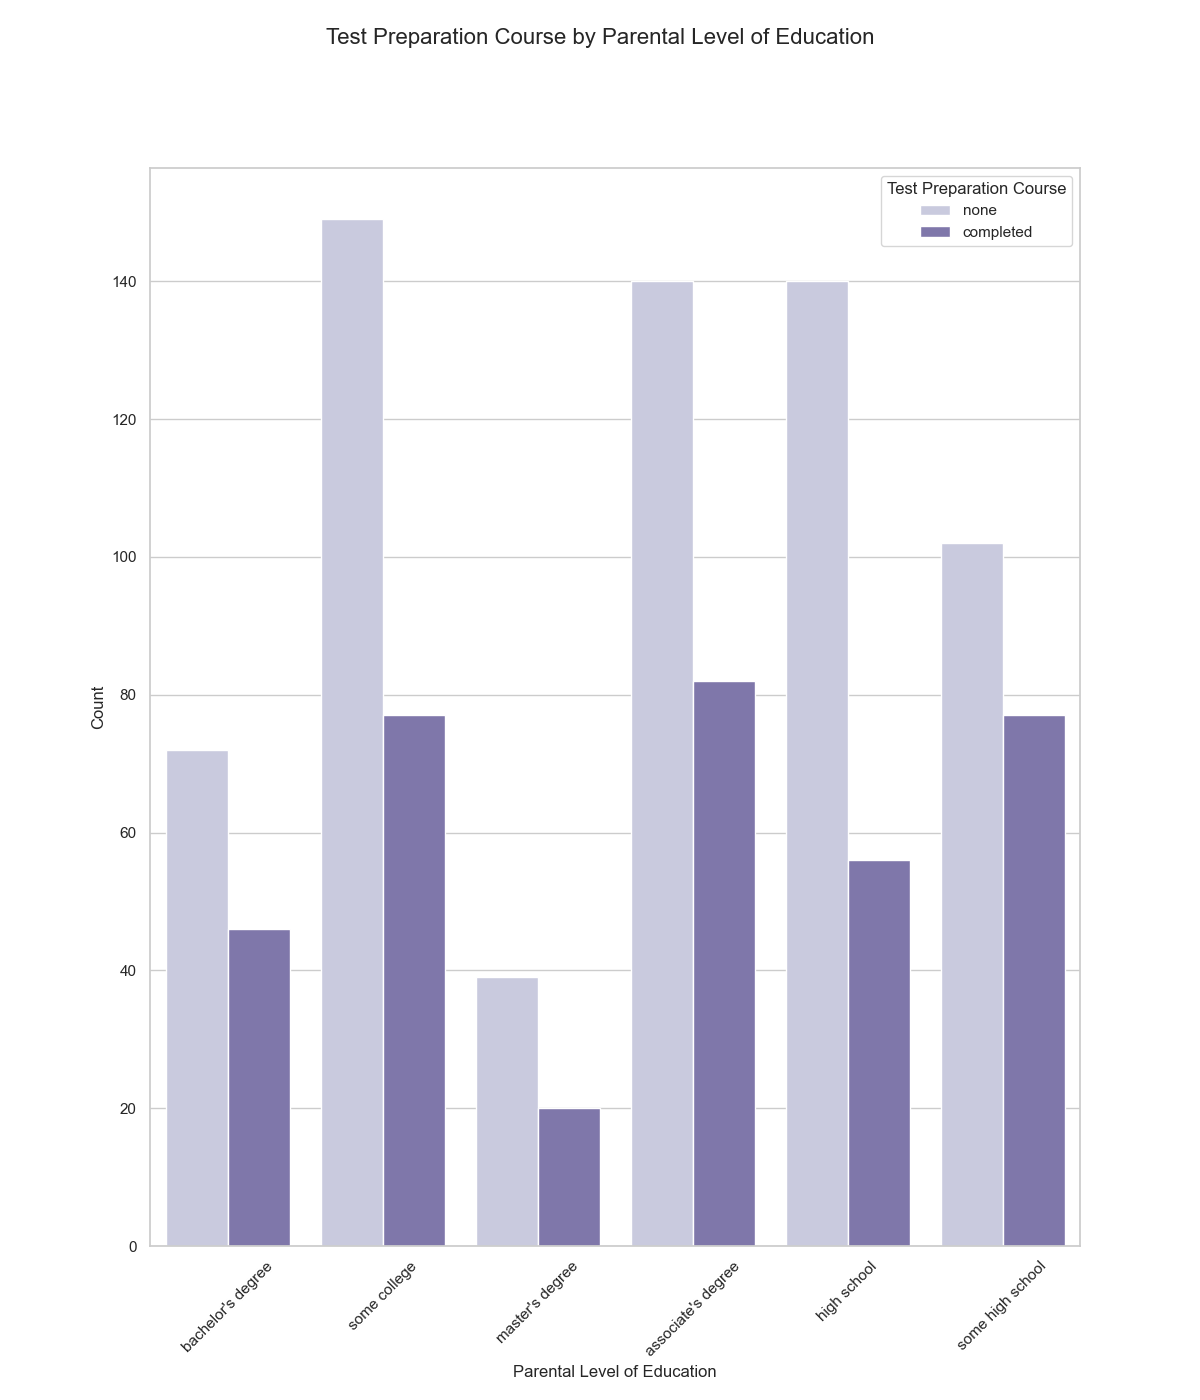 Test Preparation Course by Parental Level of Education
Test Preparation Course
none
completed
140
120
100
80
60
40
20
0
Count
bachelor's degree
some college
master's degree
associate's degree
high school
some high school
Parental Level of Education